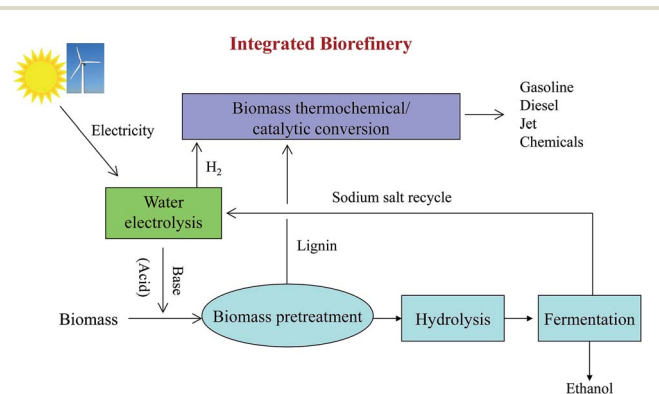 Integrated Biorefinery
Gasoline
Diesel
Jet
Chemicals
Biomass thermochemical/
catalytic conversion
Electricity
H₂
Water
electrolysis
Sodium salt recycle
Lignin
(Acid)
Base
Biomass
Biomass pretreatment
Hydrolysis
Fermentation
Ethanol